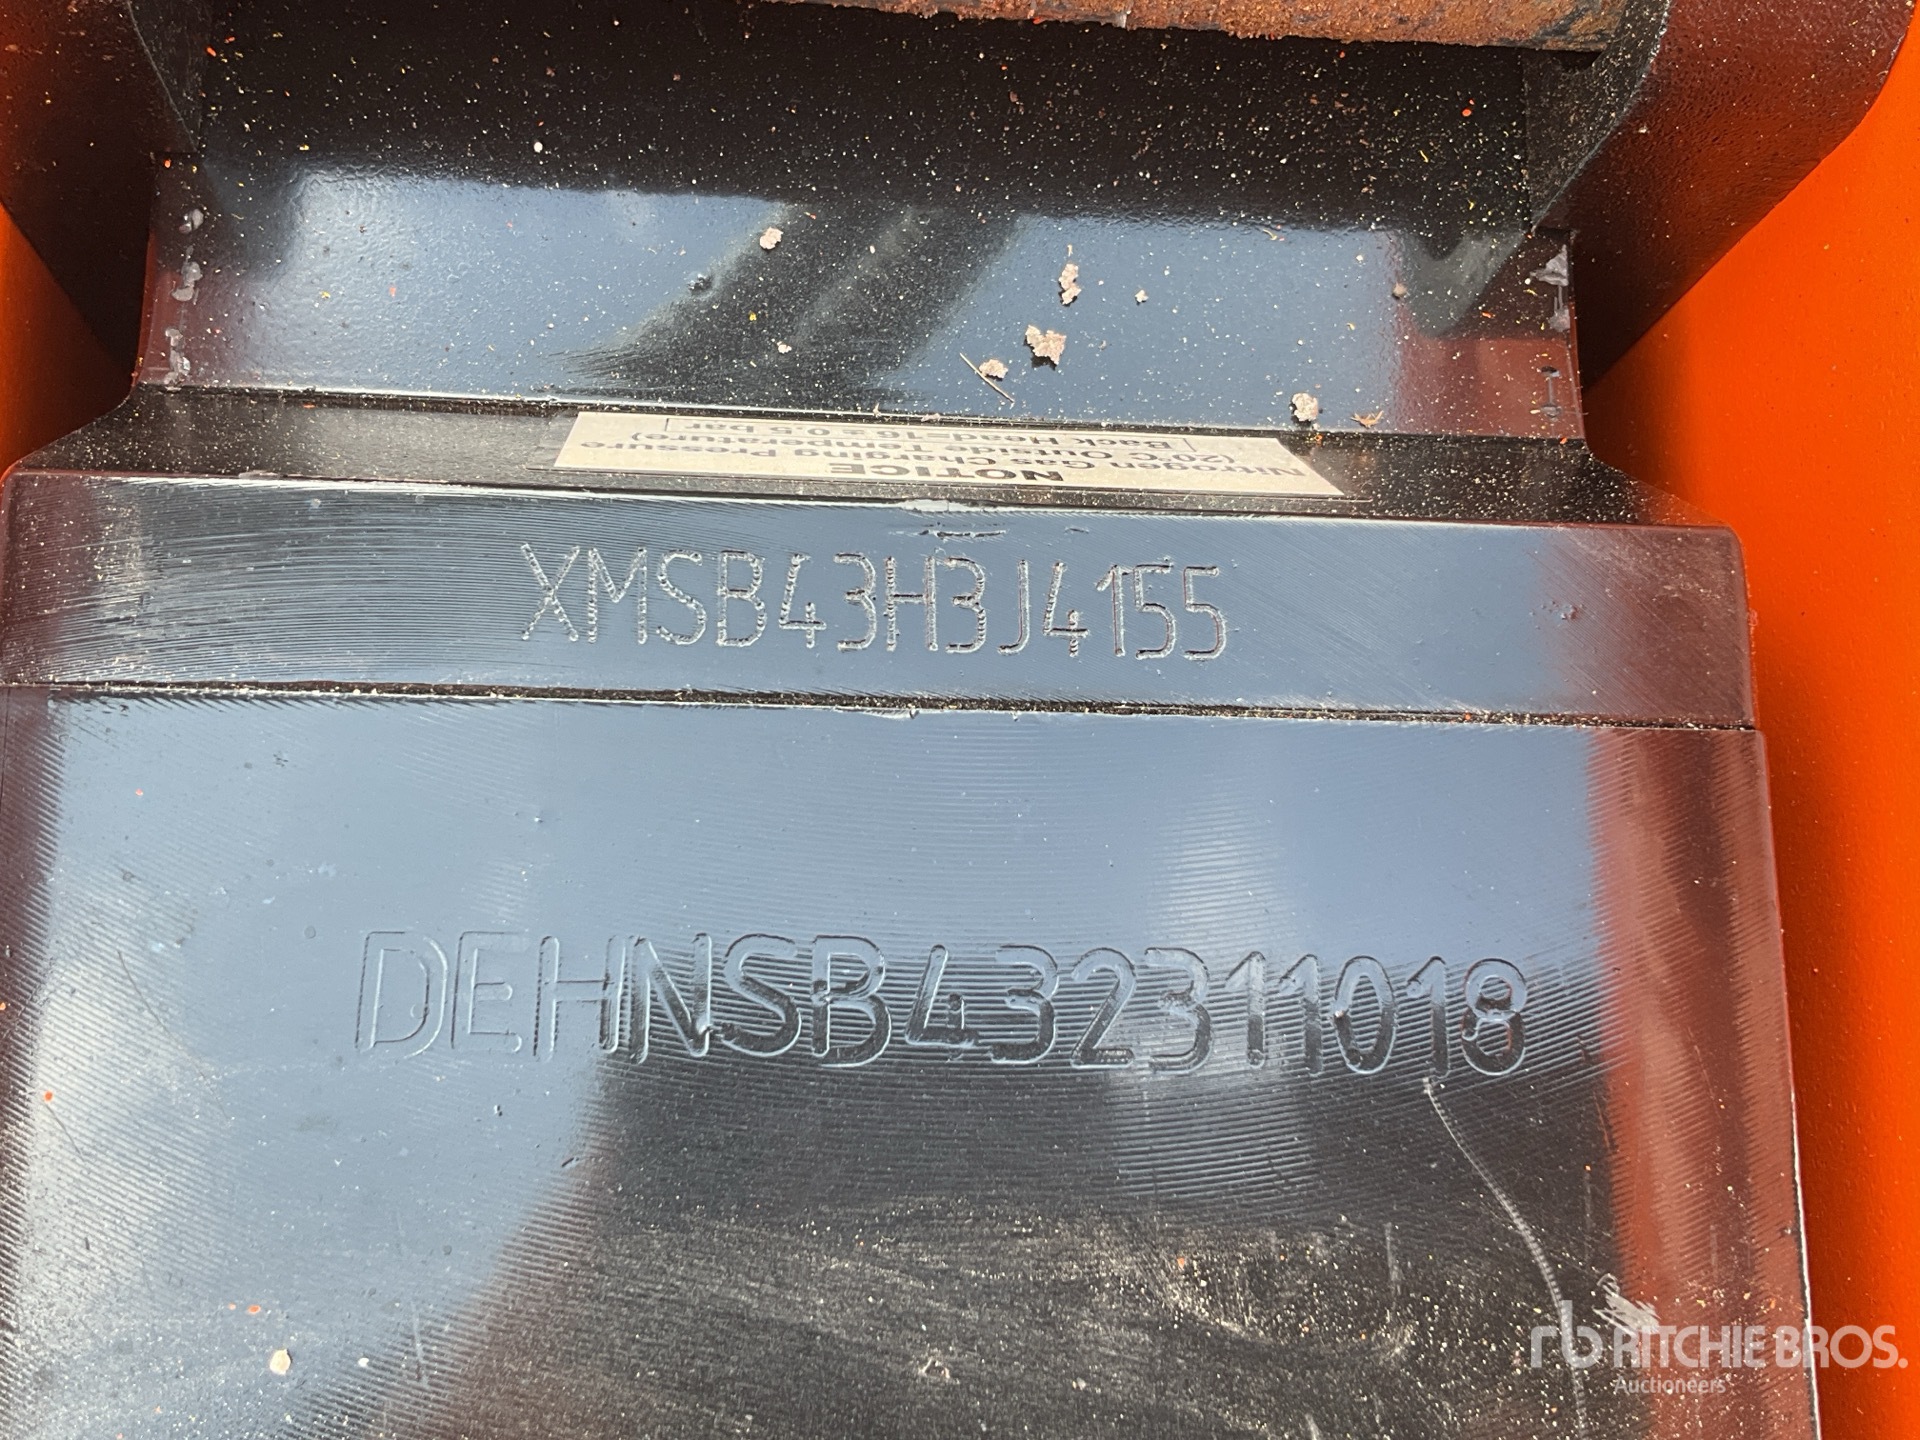 NOTICE
Nitrogen Gas Charging Pressure
(20°C Outside Temperature)
Back Head=16±0.5 bar
XMSB43H3J4155
DEHNSB432311018
rb RITCHIE BROS.
Auctioneers